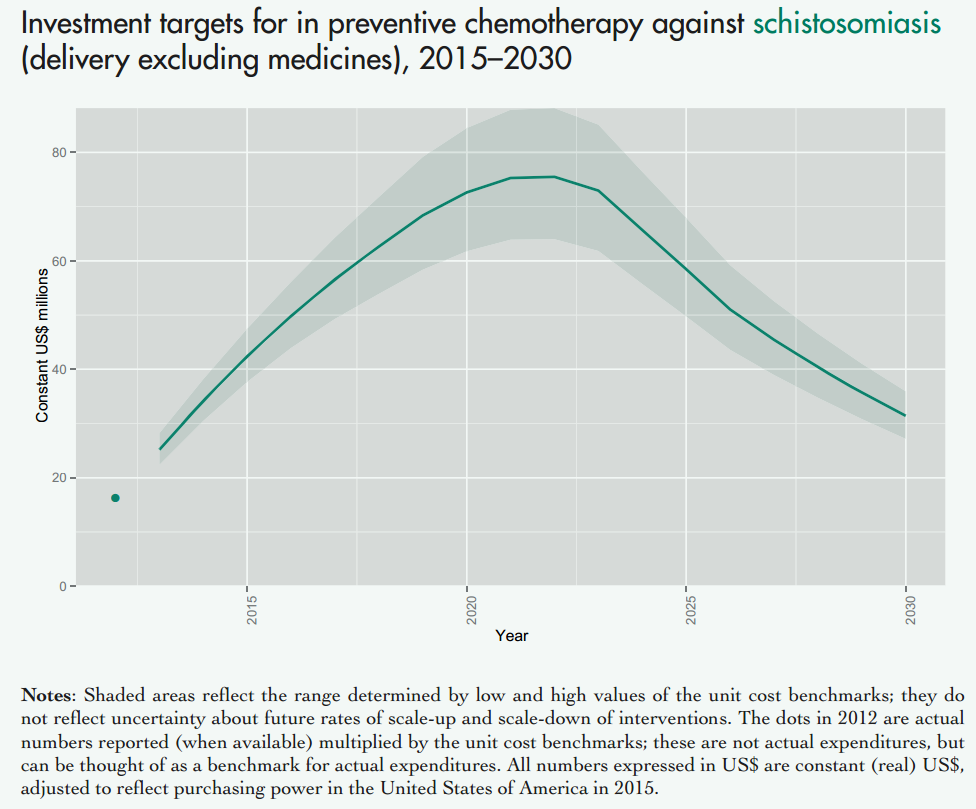 Investment targets for in preventive chemotherapy against schistosomiasis
(delivery excluding medicines), 2015–2030
80
60
40
20
0
Constant US$ millions
2015
2020
2025
2030
Year
Notes: Shaded areas reflect the range determined by low and high values of the unit cost benchmarks; they do
not reflect uncertainty about future rates of scale-up and scale-down of interventions. The dots in 2012 are actual
numbers reported (when available) multiplied by the unit cost benchmarks; these are not actual expenditures, but
can be thought of as a benchmark for actual expenditures. All numbers expressed in US$ are constant (real) US$,
adjusted to reflect purchasing power in the United States of America in 2015.